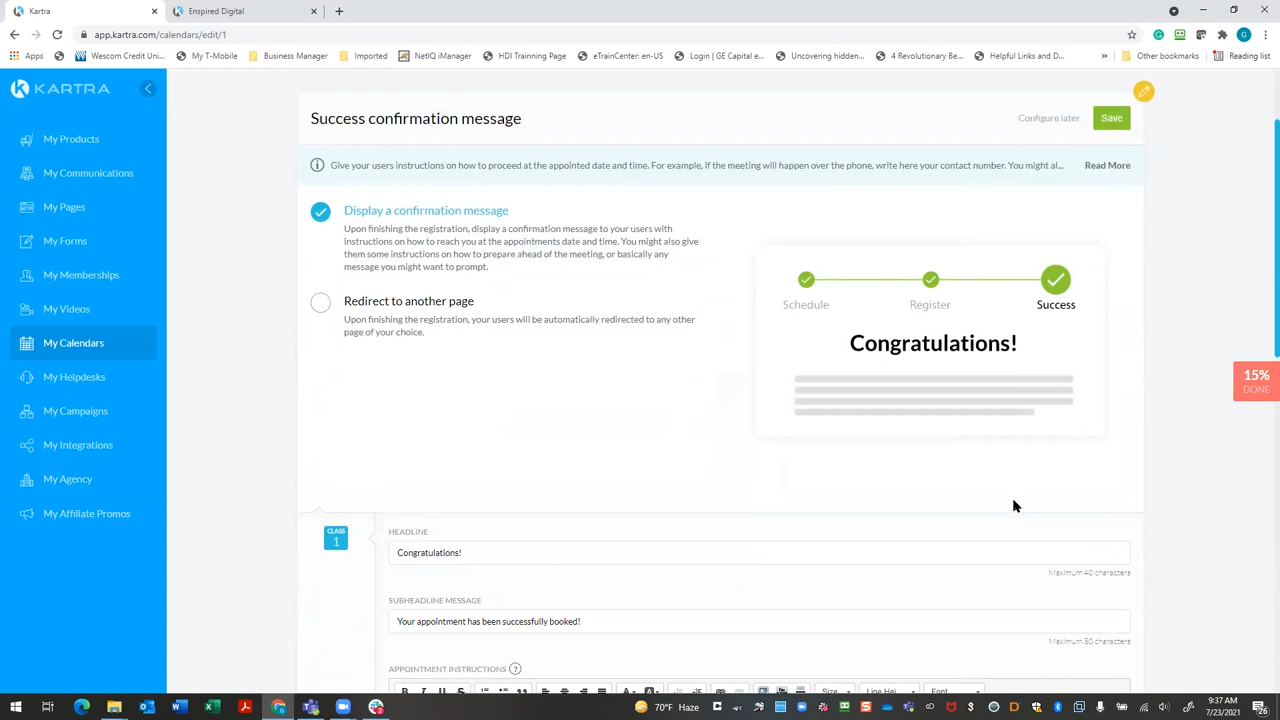 Kartra
Enspired Digital
app.kartra.com/calendars/edit/1
Apps
Wescom Credit Uni...
My T-Mobile
Business Manager
Imported
NetIQ iManager
HDI Training Page
eTrainCenter: en-US
Login | GE Capital e...
Uncovering hidden...
4 Revolutionary Be...
Helpful Links and D...
Other bookmarks
Reading list
KARTRA
My Products
My Communications
My Pages
My Forms
My Memberships
My Videos
My Calendars
My Helpdesks
My Campaigns
My Integrations
My Agency
My Affiliate Promos
Success confirmation message
Configure later
Save
Give your users instructions on how to proceed at the appointed date and time. For example, if the meeting will happen over the phone, write here your contact number. You might al...
Read More
Display a confirmation message
Upon finishing the registration, display a confirmation message to your users with
instructions on how to reach you at the appointments date and time. You might also give
them some instructions on how to prepare ahead of the meeting, or basically any
message you might want to prompt.
Redirect to another page
Upon finishing the registration, your users will be automatically redirected to any other
page of your choice.
Schedule
Register
Success
Congratulations!
15%
DONE
CLASS
1
HEADLINE
Congratulations!
Maximum 40 characters
SUBHEADLINE MESSAGE
Your appointment has been successfully booked!
Maximum 80 characters
APPOINTMENT INSTRUCTIONS
B I U S
Size
Line Hei
Font
70°F Haze
9:37 AM
7/23/2021